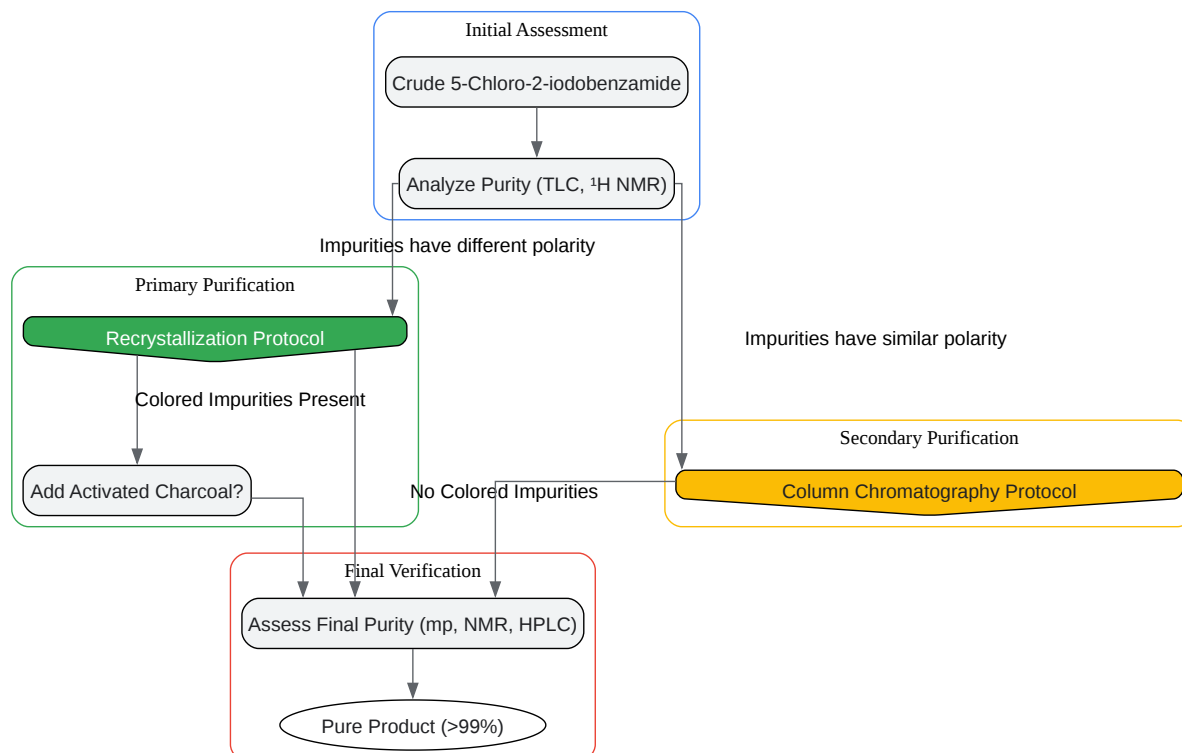 Initial Assessment
Crude 5-Chloro-2-iodobenzamide
Analyze Purity (TLC, ¹H NMR)
Impurities have different polarity
Primary Purification
Recrystallization Protocol
Impurities have similar polarity
Colored Impurities Present
Secondary Purification
Add Activated Charcoal?
No Colored Impurities
Column Chromatography Protocol
Final Verification
Assess Final Purity (mp, NMR, HPLC)
Pure Product (>99%)